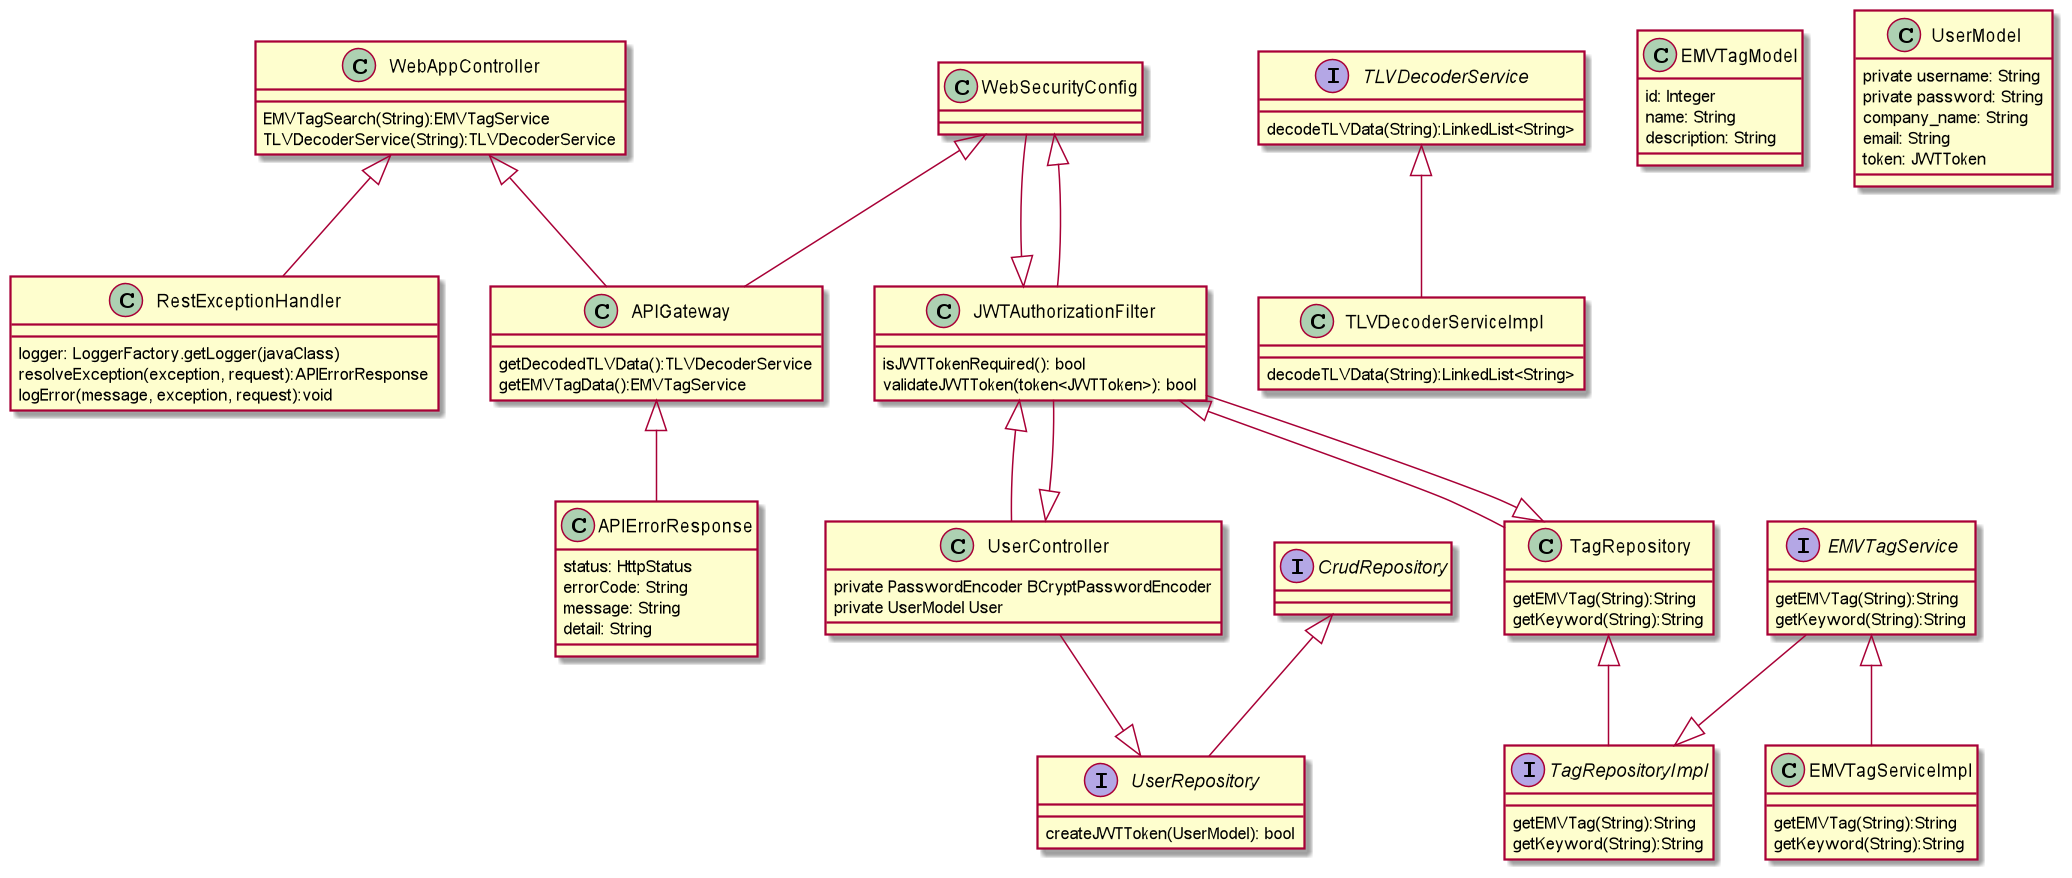 C WebAppController
EMVTagSearch(String):EMVTagService
TLVDecoderService(String):TLVDecoderService
C WebSecurityConfig
I TLVDecoderService
decodeTLVData(String):LinkedList<String>
C EMVTagModel
id: Integer
name: String
description: String
C UserModel
private username: String
private password: String
company_name: String
email: String
token: JWTToken
C RestExceptionHandler
logger: LoggerFactory.getLogger(javaClass)
resolveException(exception, request):APIErrorResponse
logError(message, exception, request):void
C APIGateway
getDecodedTLVData():TLVDecoderService
getEMVTagData():EMVTagService
C JWTAuthorizationFilter
isJWTTokenRequired(): bool
validateJWTToken(token<JWTToken>): bool
C TLVDecoderServiceImpl
decodeTLVData(String):LinkedList<String>
C APIErrorResponse
status: HttpStatus
errorCode: String
message: String
detail: String
C UserController
private PasswordEncoder BCryptPasswordEncoder
private UserModel User
I CrudRepository
C TagRepository
getEMVTag(String):String
getKeyword(String):String
I EMVTagService
getEMVTag(String):String
getKeyword(String):String
I UserRepository
createJWTToken(UserModel): bool
I TagRepositoryImpl
getEMVTag(String):String
getKeyword(String):String
C EMVTagServiceImpl
getEMVTag(String):String
getKeyword(String):String